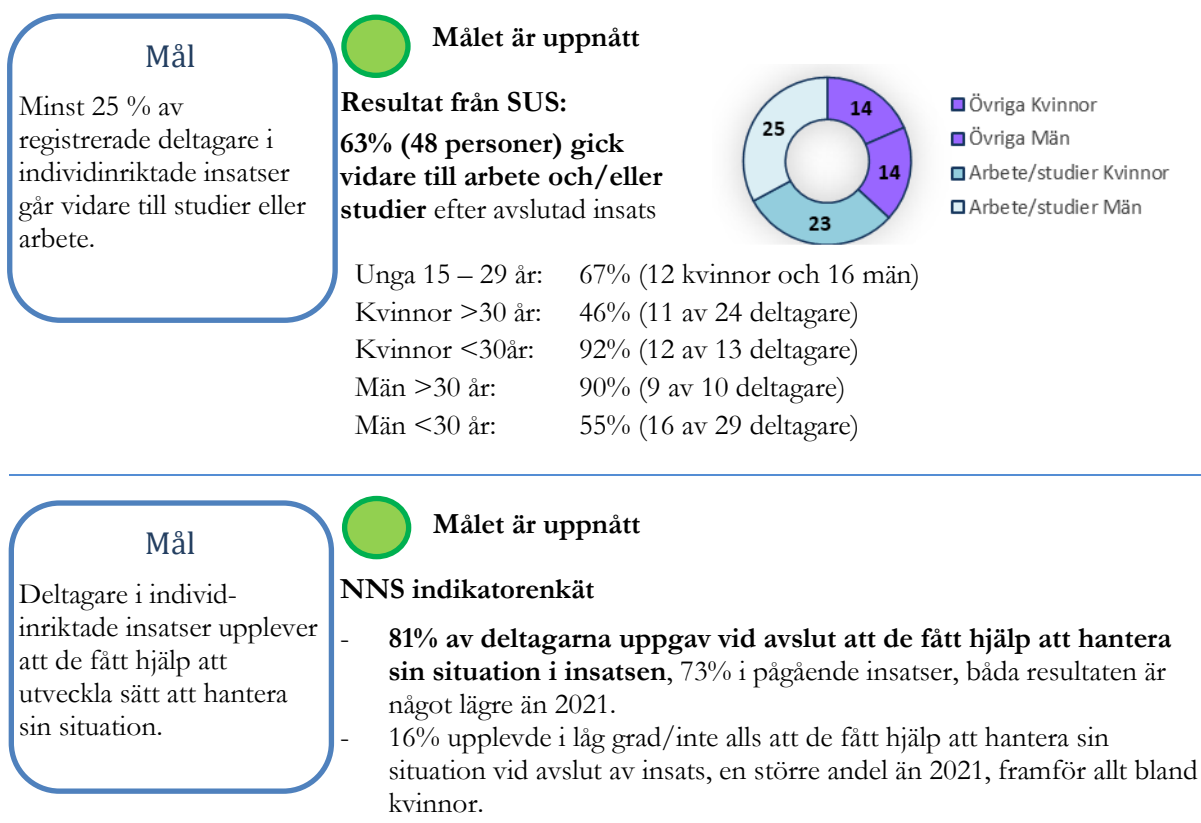 Mål
Minst 25 % av
registrerade deltagare i
individinriktade insatser
går vidare till studier eller
arbete.
Målet är uppnått
Resultat från SUS:
63% (48 personer) gick
vidare till arbete och/eller
studier efter avslutad insats
14
14
23
25
Övriga Kvinnor
Övriga Män
Arbete/studier Kvinnor
Arbete/studier Män
Unga 15 – 29 år: 67% (12 kvinnor och 16 män)
Kvinnor >30 år: 46% (11 av 24 deltagare)
Kvinnor <30år: 92% (12 av 13 deltagare)
Män >30 år: 90% (9 av 10 deltagare)
Män <30 år: 55% (16 av 29 deltagare)
Mål
Deltagare i individ-
inriktade insatser upplever
att de fått hjälp att
utveckla sätt att hantera
sin situation.
Målet är uppnått
NNS indikatorenkät
- 81% av deltagarna uppgav vid avslut att de fått hjälp att hantera
sin situation i insatsen, 73% i pågående insatser, båda resultaten är
något lägre än 2021.
- 16% upplevde i låg grad/inte alls att de fått hjälp att hantera sin
situation vid avslut av insats, en större andel än 2021, framför allt bland
kvinnor.